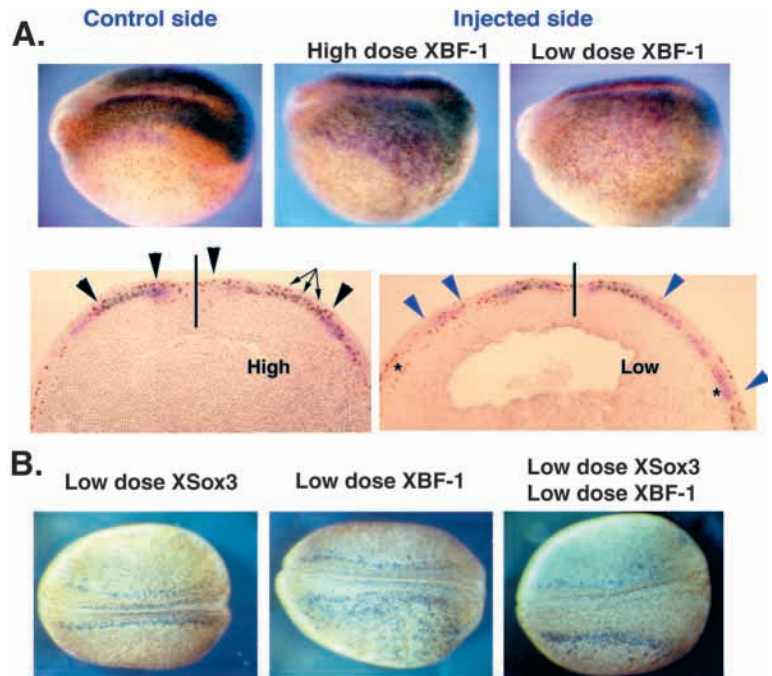 Control side
Injected side
A.
High dose XBF-1
Low dose XBF-1
High
Low
*
*
B.
Low dose XSox3
Low dose XBF-1
Low dose XSox3
Low dose XBF-1